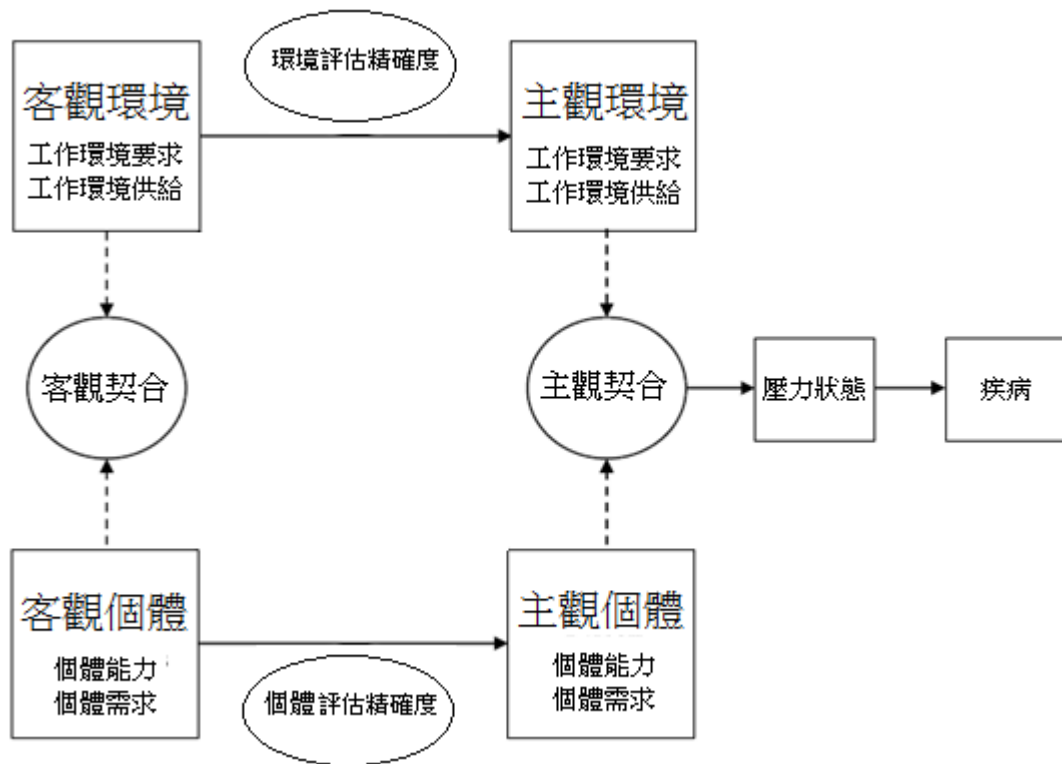 環境評估精確度
客觀環境
工作環境要求
工作環境供給
主觀環境
工作環境要求
工作環境供給
客觀契合
主觀契合
壓力狀態
疾病
客觀個體
個體能力
個體需求
主觀個體
個體能力
個體需求
個體評估精確度